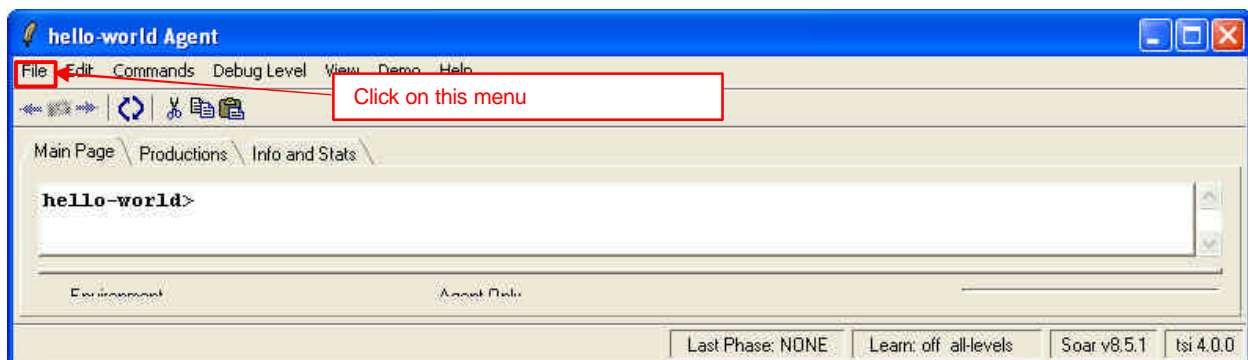 hello-world Agent
File Edit Commands Debug Level View Demo Help
Click on this menu
Main Page Productions Info and Stats
hello-world>
Environment Agent Only
Last Phase: NONE Learn: off all-levels Soar v8.5.1 tsi 4.0.0